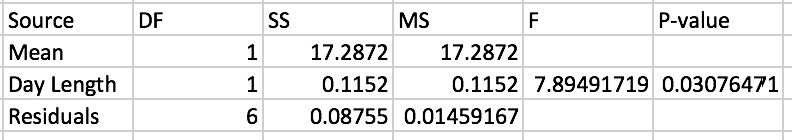 Source DF SS MS F P-value
Mean 1 17.2872 17.2872
Day Length 1 0.1152 0.1152 7.89491719 0.03076471
Residuals 6 0.08755 0.01459167